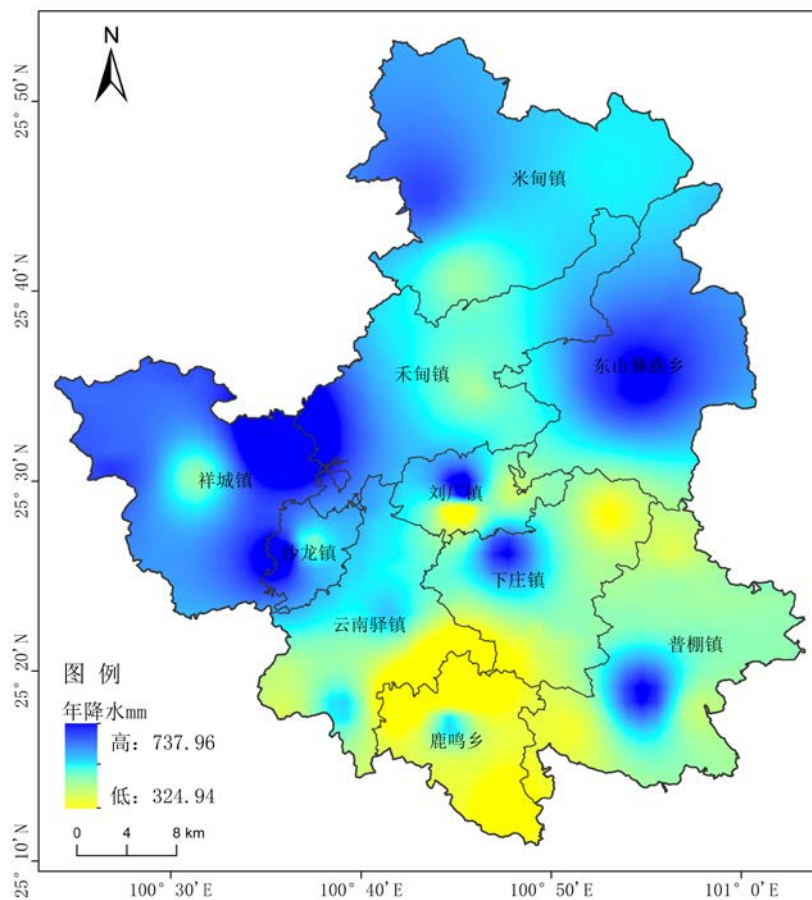 N
25°50′N
米甸镇
25°40′N
禾甸镇
东山彝族乡
25°30′N
祥城镇
刘厂镇
沙龙镇
下庄镇
云南驿镇
普棚镇
25°20′N
鹿鸣乡
图 例
年降水mm
高: 737.96
低: 324.94
0 4 8 km
25°10′N
100°30′E 100°40′E 100°50′E 101°0′E